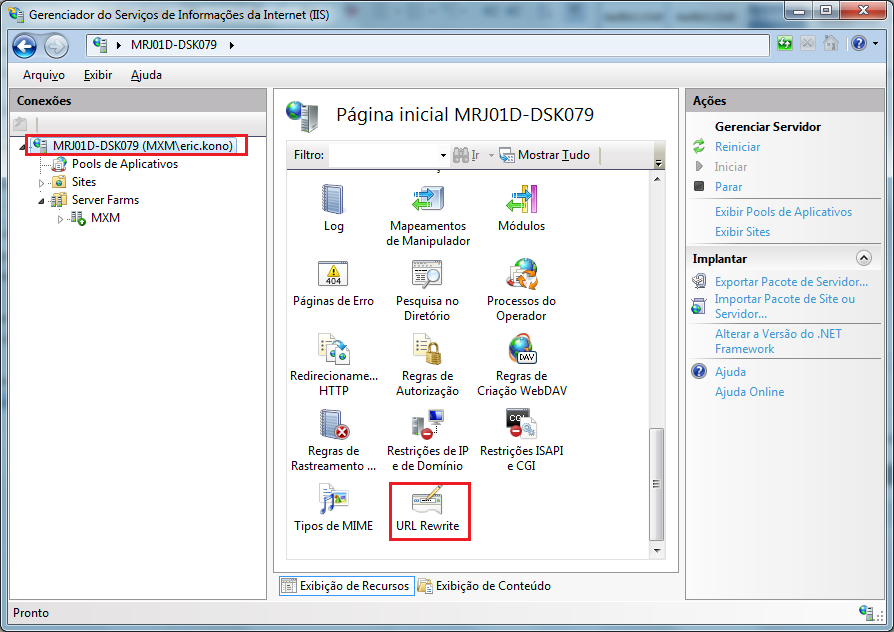 Gerenciador do Serviços de Informações da Internet (IIS)
MRJ01D-DSK079
Arquivo Exibir Ajuda
Conexões
MRJ01D-DSK079 (MXM\eric.kono)
Pools de Aplicativos
Sites
Server Farms
MXM
Página inicial MRJ01D-DSK079
Filtro: Ir Mostrar Tudo
Log
Mapeamentos
de Manipulador
Módulos
404
Páginas de Erro
Pesquisa no
Diretório
Processos do
Operador
Redirecioname...
HTTP
Regras de
Autorização
DAV
Regras de
Criação WebDAV
Regras de
Rastreamento ...
Restrições de IP
e de Domínio
Restrições ISAPI
e CGI
Tipos de MIME
URL Rewrite
Exibição de Recursos
Exibição de Conteúdo
Ações
Gerenciar Servidor
Reiniciar
Iniciar
Parar
Exibir Pools de Aplicativos
Exibir Sites
Implantar
Exportar Pacote de Servidor...
Importar Pacote de Site ou
Servidor...
Alterar a Versão do .NET
Framework
Ajuda
Ajuda Online
Pronto